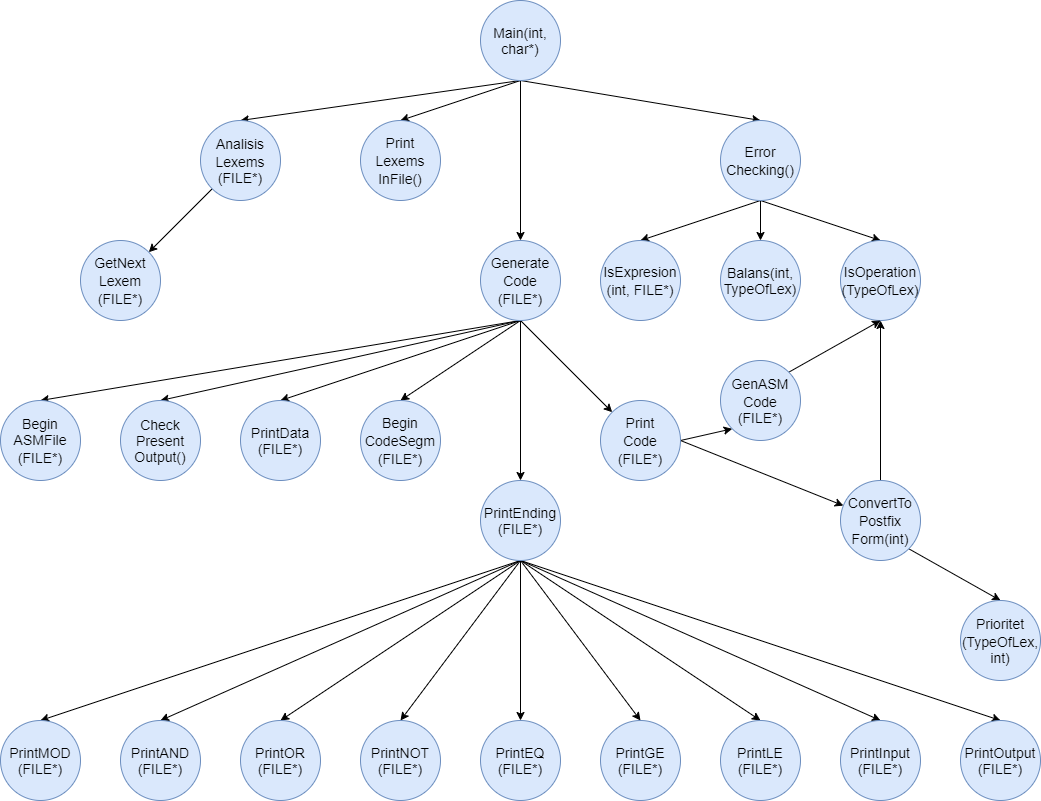 Main(int,
char*)
Analisis
Lexems
(FILE*)
Print
Lexems
InFile()
Error
Checking()
GetNext
Lexem
(FILE*)
Generate
Code
(FILE*)
IsExpresion
(int, FILE*)
Balans(int,
TypeOfLex)
IsOperation
(TypeOfLex)
Begin
ASMFile
(FILE*)
Check
Present
Output()
PrintData
(FILE*)
Begin
CodeSegm
(FILE*)
Print
Code
(FILE*)
GenASM
Code
(FILE*)
PrintEnding
(FILE*)
ConvertTo
Postfix
Form(int)
Prioritet
(TypeOfLex,
int)
PrintMOD
(FILE*)
PrintAND
(FILE*)
PrintOR
(FILE*)
PrintNOT
(FILE*)
PrintEQ
(FILE*)
PrintGE
(FILE*)
PrintLE
(FILE*)
PrintInput
(FILE*)
PrintOutput
(FILE*)